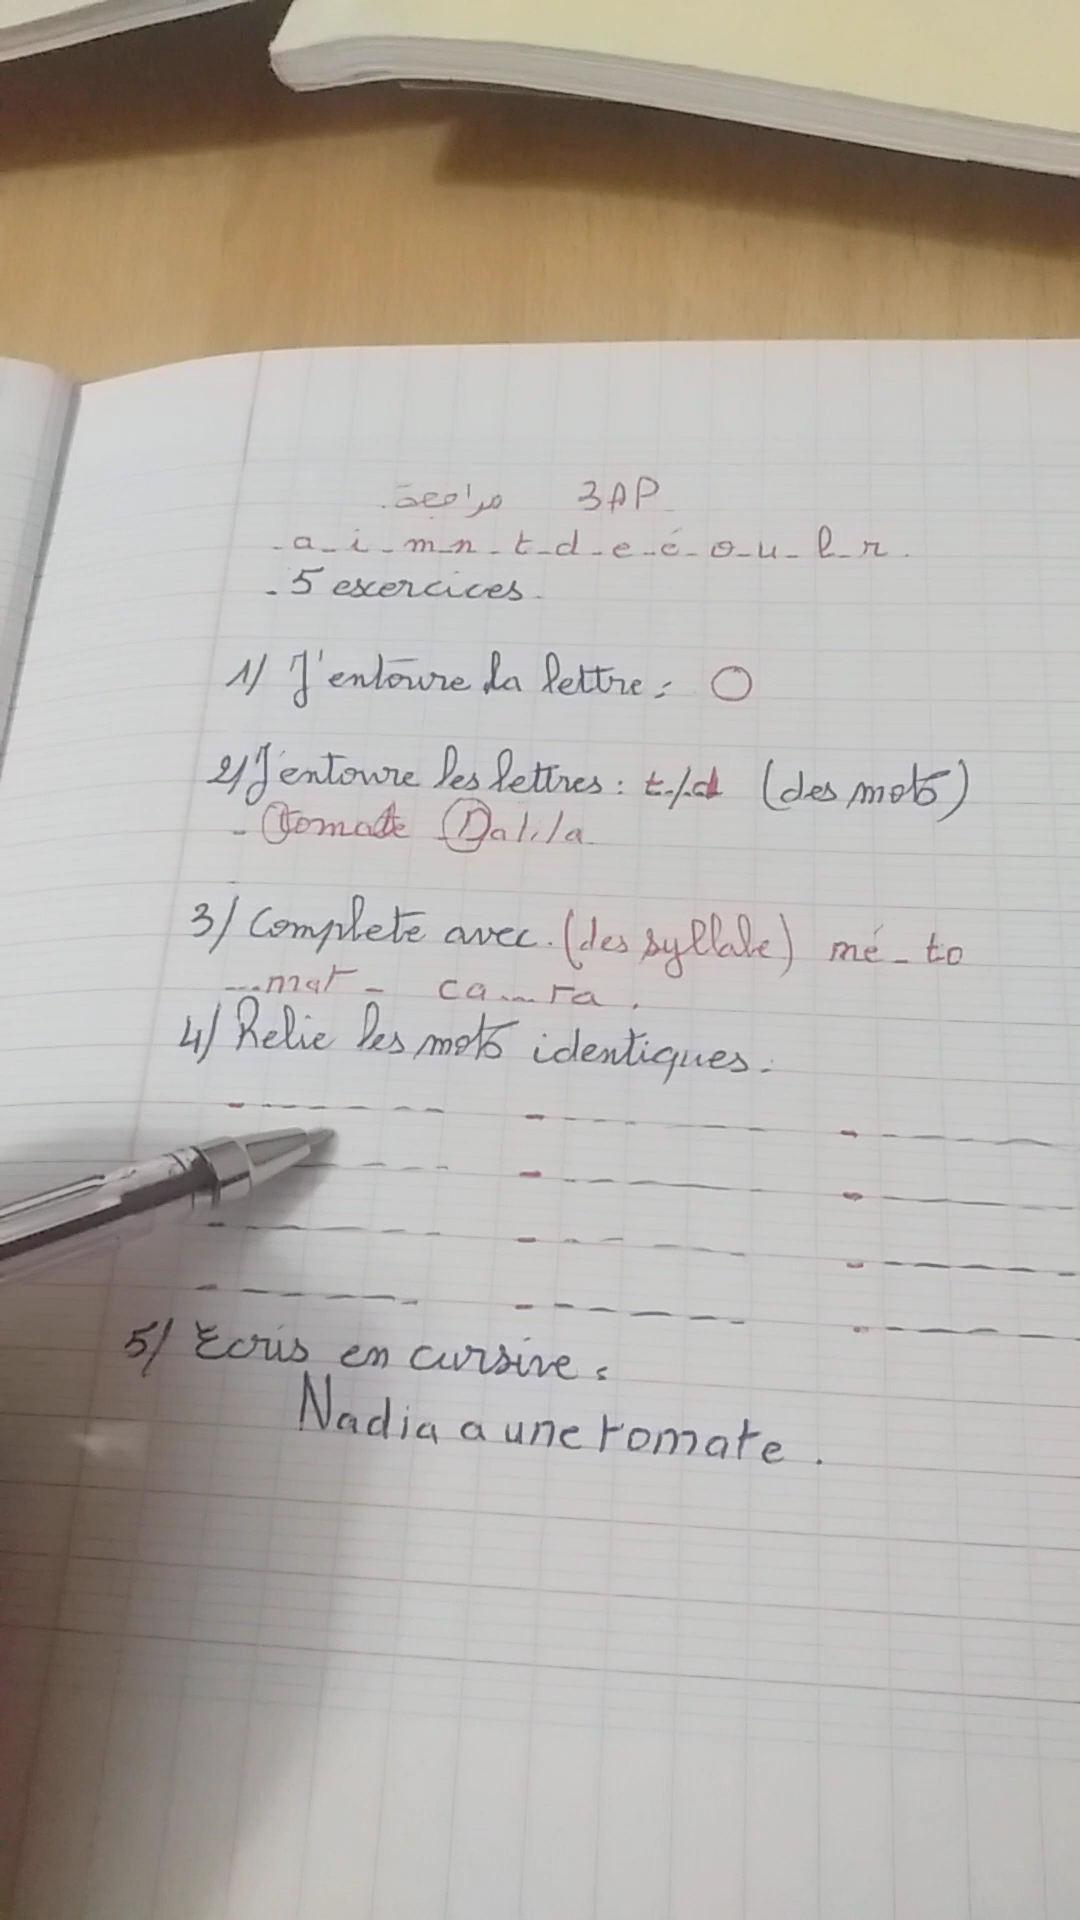 مراجعة. 3AP
- a - i - m - n - t - d - e - é - o - u - l - r.
- 5 exercices.
1/ J'entoure la lettre : O
2/ J'entoure les lettres : t./.d (des mots)
- Tomate Dalila
3/ Complete avec. (des syllabe) mé - to
...mat - ca...ra.
4/ Relie les mots identiques :
5/ Ecris en cursive :
Nadia a une tomate.